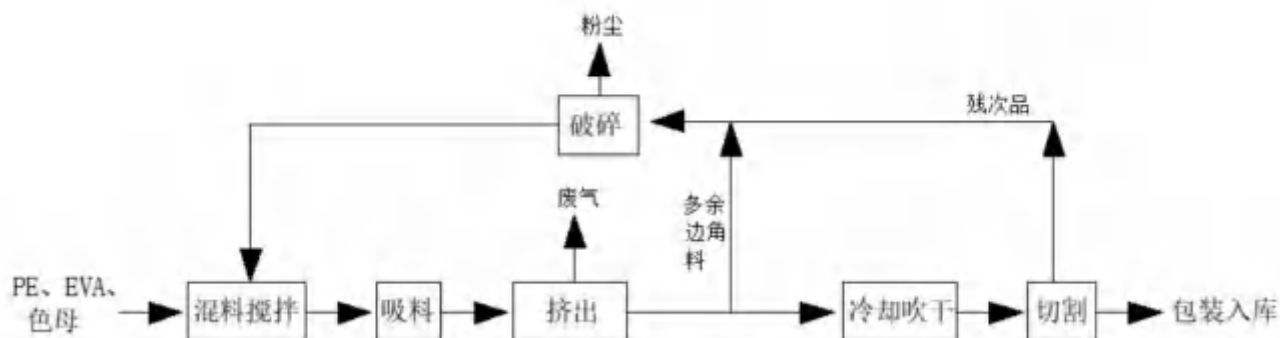 粉尘
残次品
破碎
废气
多余
边角
料
PE、EVA、
色母
混料搅拌
吸料
挤出
冷却吹干
切割
包装入库